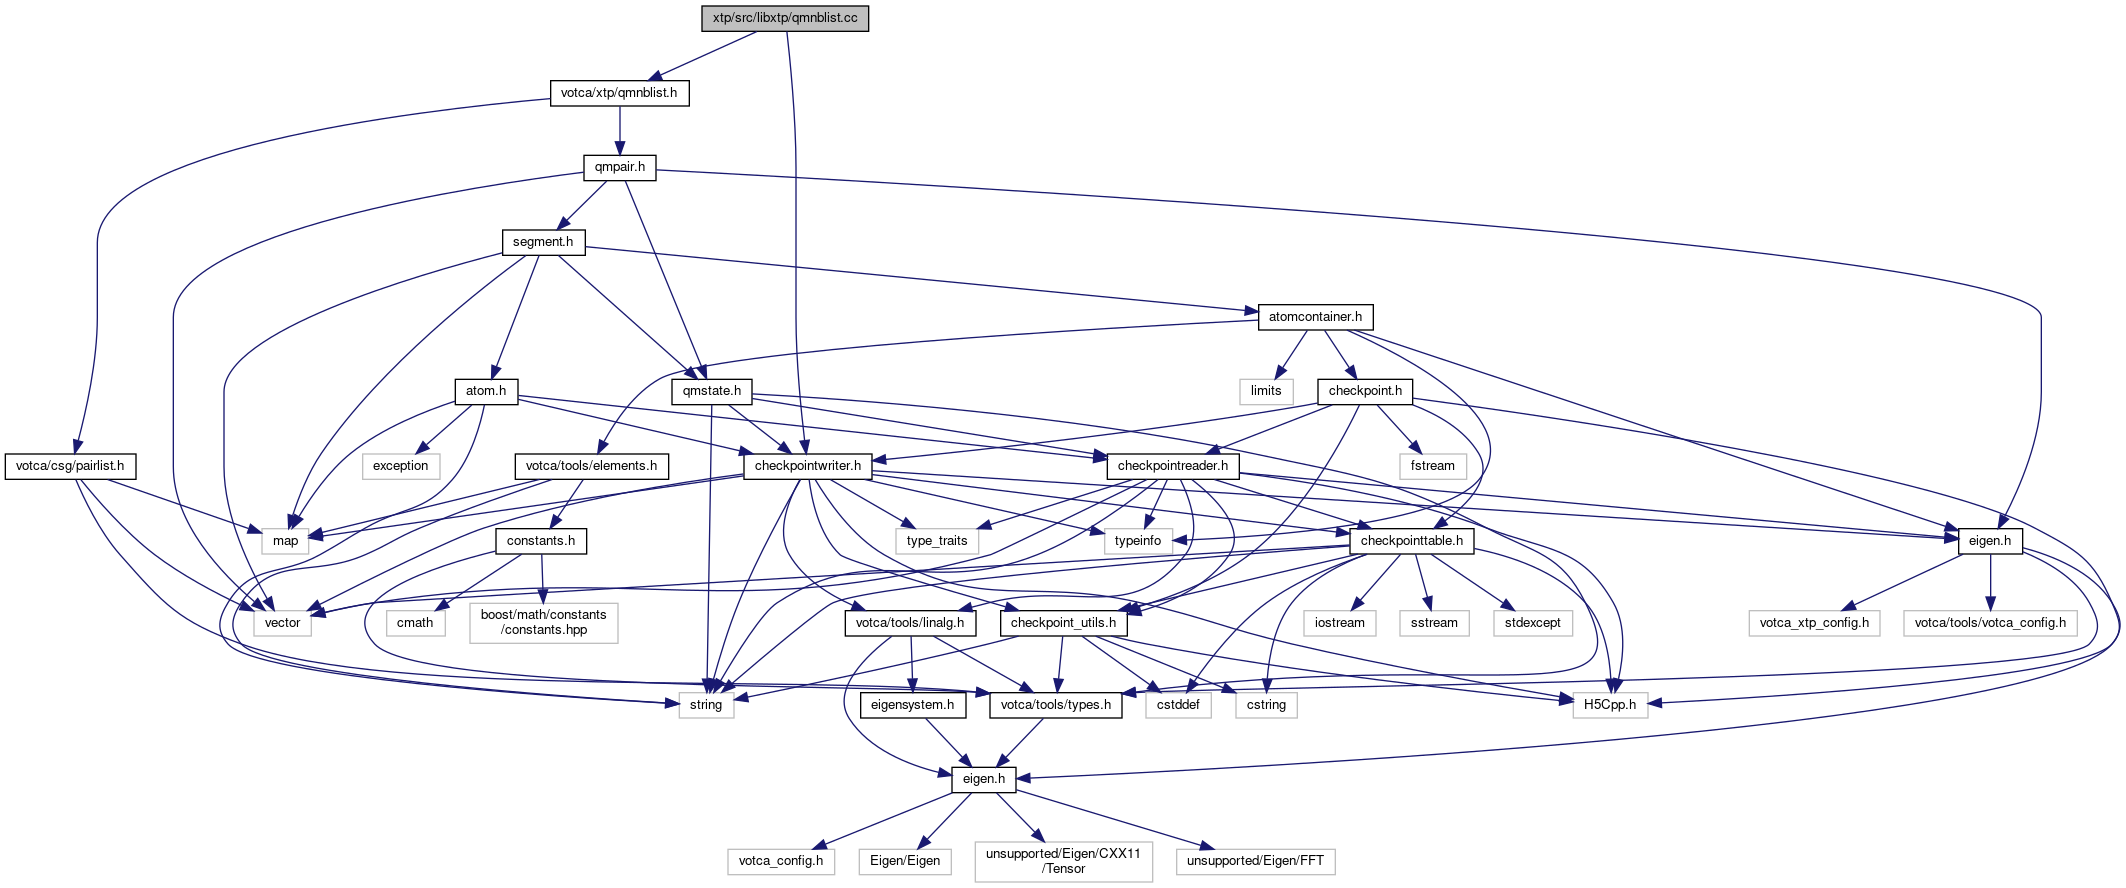 xtp/src/libxtp/qmnblist.cc
votca/xtp/qmnblist.h
qmpair.h
segment.h
atomcontainer.h
atom.h
qmstate.h
limits
checkpoint.h
votca/csg/pairlist.h
exception
votca/tools/elements.h
checkpointwriter.h
checkpointreader.h
fstream
map
constants.h
type_traits
typeinfo
checkpointtable.h
eigen.h
vector
cmath
boost/math/constants
/constants.hpp
votca/tools/linalg.h
checkpoint_utils.h
iostream
sstream
stdexcept
votca_xtp_config.h
votca/tools/votca_config.h
string
eigensystem.h
votca/tools/types.h
cstddef
cstring
H5Cpp.h
eigen.h
votca_config.h
Eigen/Eigen
unsupported/Eigen/CXX11
/Tensor
unsupported/Eigen/FFT